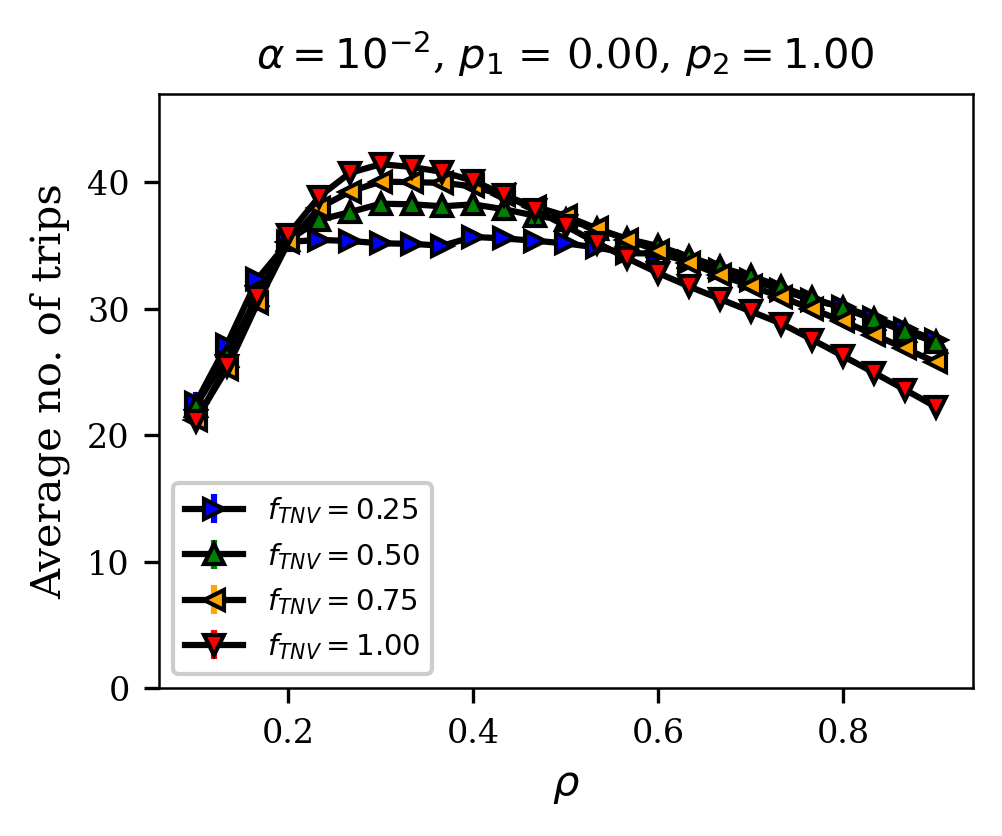 α = 10⁻², p₁ = 0.00, p₂ = 1.00
Average no. of trips
40
30
20
10
0
f_TNV = 0.25
f_TNV = 0.50
f_TNV = 0.75
f_TNV = 1.00
0.2 0.4 0.6 0.8
ρ